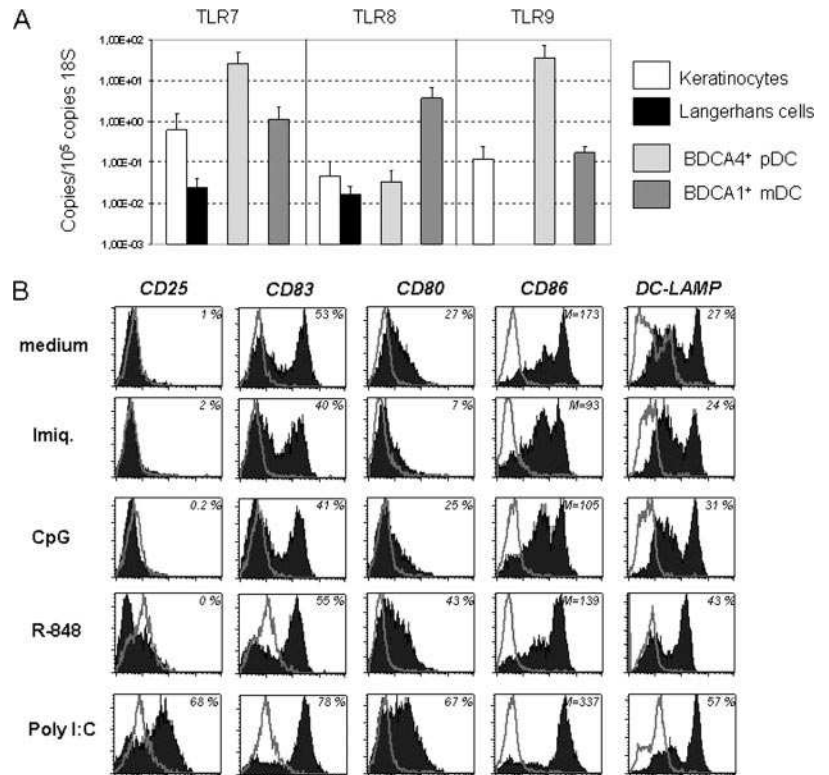 A
TLR7 TLR8 TLR9
Copies/10⁵ copies 18S
1,00E+02
1,00E+01
1,00E+00
1,00E-01
1,00E-02
1,00E-03
Keratinocytes
Langerhans cells
BDCA4⁺ pDC
BDCA1⁺ mDC
B
CD25 CD83 CD80 CD86 DC-LAMP
medium 1 % 53 % 27 % M=173 27 %
Imiq. 2 % 40 % 7 % M=93 24 %
CpG 0.2 % 41 % 25 % M=105 31 %
R-848 0 % 55 % 43 % M=139 43 %
Poly I:C 68 % 78 % 67 % M=337 57 %